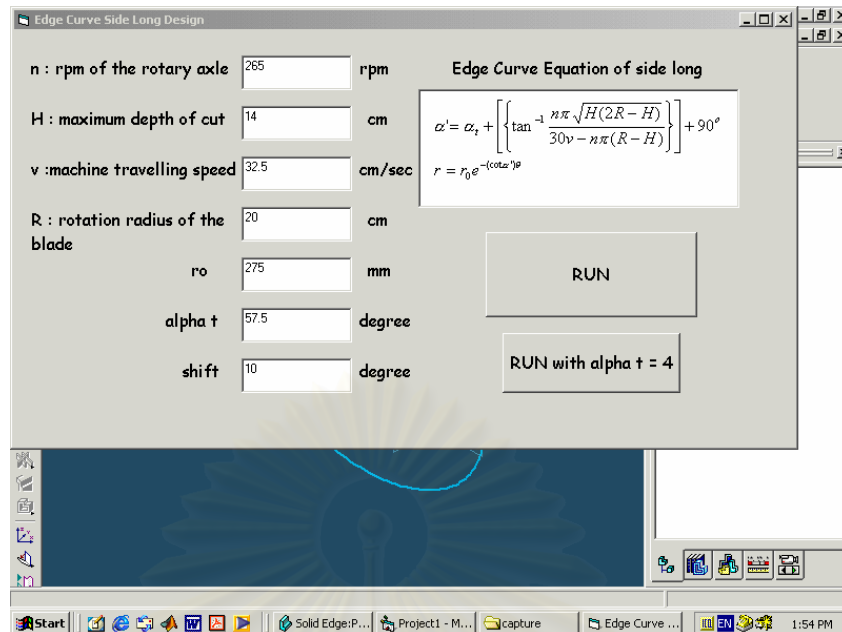 Edge Curve Side Long Design
n : rpm of the rotary axle 265 rpm
H : maximum depth of cut 14 cm
v :machine travelling speed 32.5 cm/sec
R : rotation radius of the blade 20 cm
ro 275 mm
alpha t 57.5 degree
shift 10 degree
Edge Curve Equation of side long
α'= αₜ + [{tan⁻¹ nπ√H(2R−H) / 30v−nπ(R−H)}] + 90°
r = r₀e^−(cotα')θ
RUN
RUN with alpha t = 4
Start
Solid Edge:P...
Project1 - M...
capture
Edge Curve ...
EN
1:54 PM